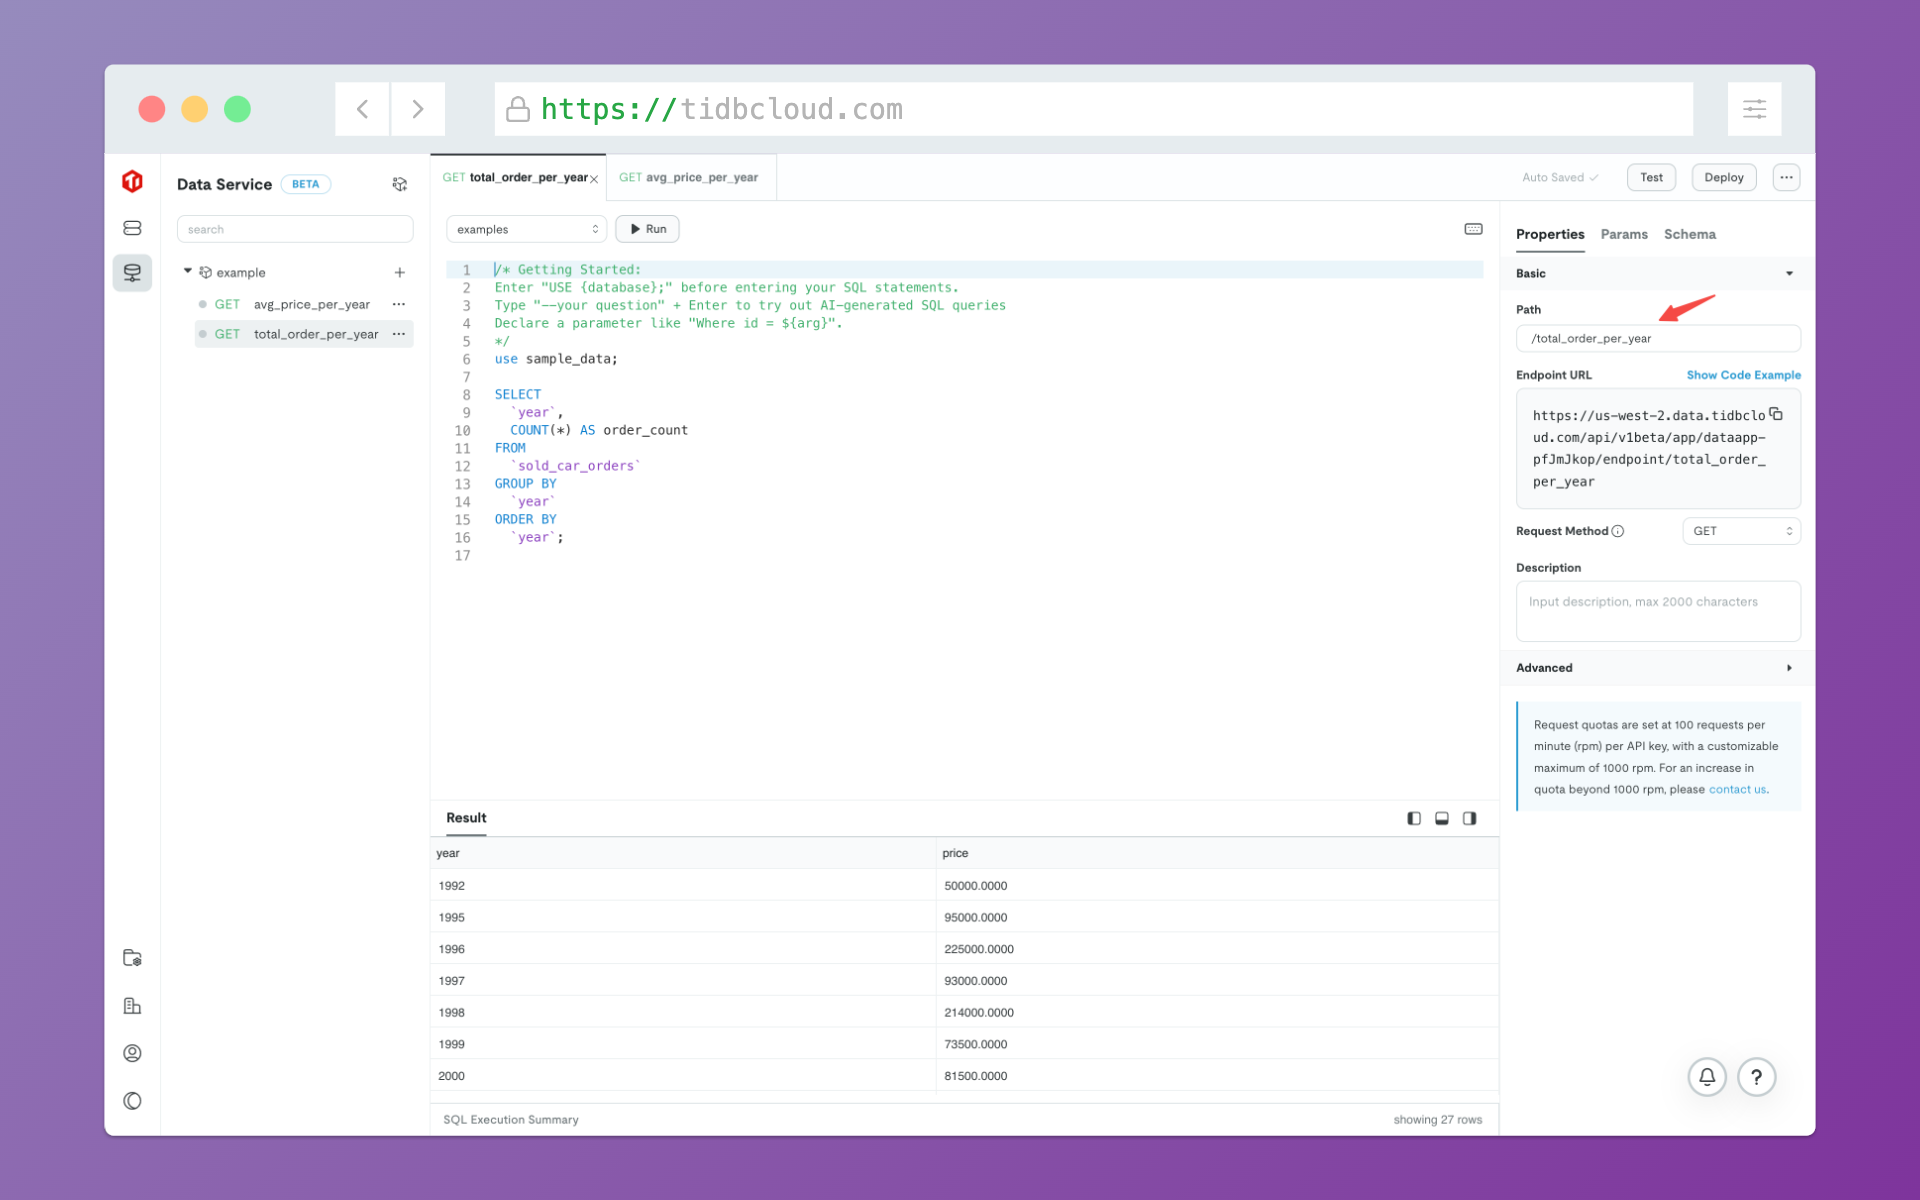 https://tidbcloud.com
Data Service BETA
search
example
GET avg_price_per_year
GET total_order_per_year
GET total_order_per_year
GET avg_price_per_year
Auto Saved
Test
Deploy
examples
Run
1 /* Getting Started:
2 Enter "USE {database};" before entering your SQL statements.
3 Type "--your question" + Enter to try out AI-generated SQL queries
4 Declare a parameter like "Where id = ${arg}".
5 */
6 use sample_data;
7
8 SELECT
9 `year`,
10 COUNT(*) AS order_count
11 FROM
12 `sold_car_orders`
13 GROUP BY
14 `year`
15 ORDER BY
16 `year`;
17
Result
year price
1992 50000.0000
1995 95000.0000
1996 225000.0000
1997 93000.0000
1998 214000.0000
1999 73500.0000
2000 81500.0000
SQL Execution Summary showing 27 rows
Properties Params Schema
Basic
Path
/total_order_per_year
Endpoint URL Show Code Example
https://us-west-2.data.tidbclo
ud.com/api/v1beta/app/dataapp-
pfJmJkop/endpoint/total_order_
per_year
Request Method GET
Description
Input description, max 2000 characters
Advanced
Request quotas are set at 100 requests per
minute (rpm) per API key, with a customizable
maximum of 1000 rpm. For an increase in
quota beyond 1000 rpm, please contact us.
?